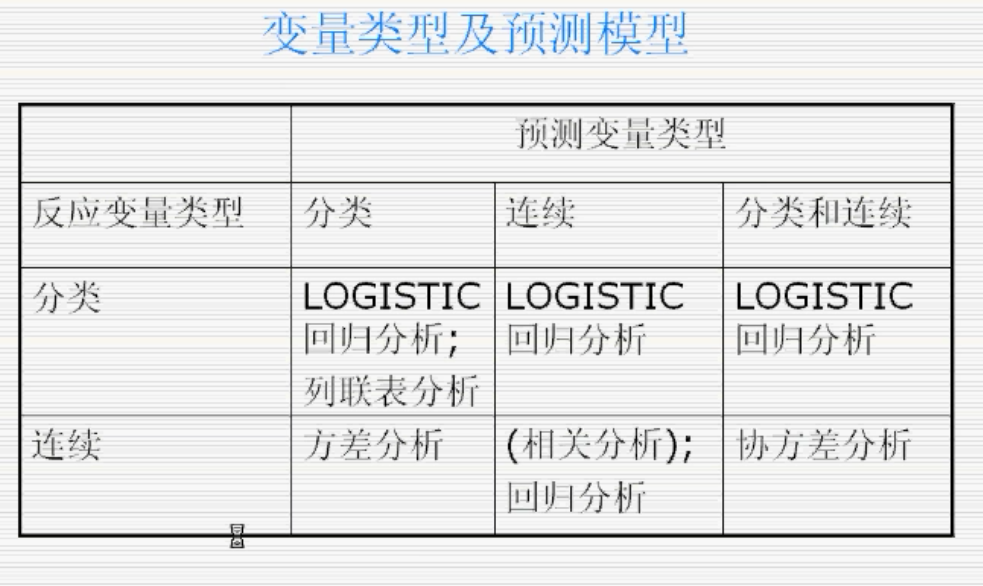 变量类型及预测模型
预测变量类型
反应变量类型 分类 连续 分类和连续
分类 LOGISTIC LOGISTIC LOGISTIC
回归分析; 回归分析 回归分析
列联表分析
连续 方差分析 (相关分析); 协方差分析
回归分析